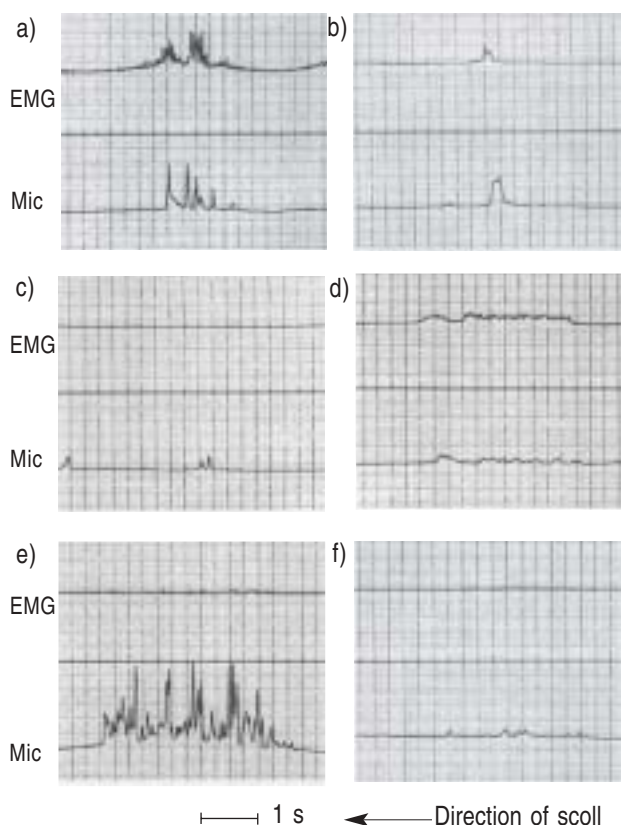 a)
b)
EMG
Mic
c)
d)
EMG
Mic
e)
f)
EMG
Mic
1 s
Direction of scoll